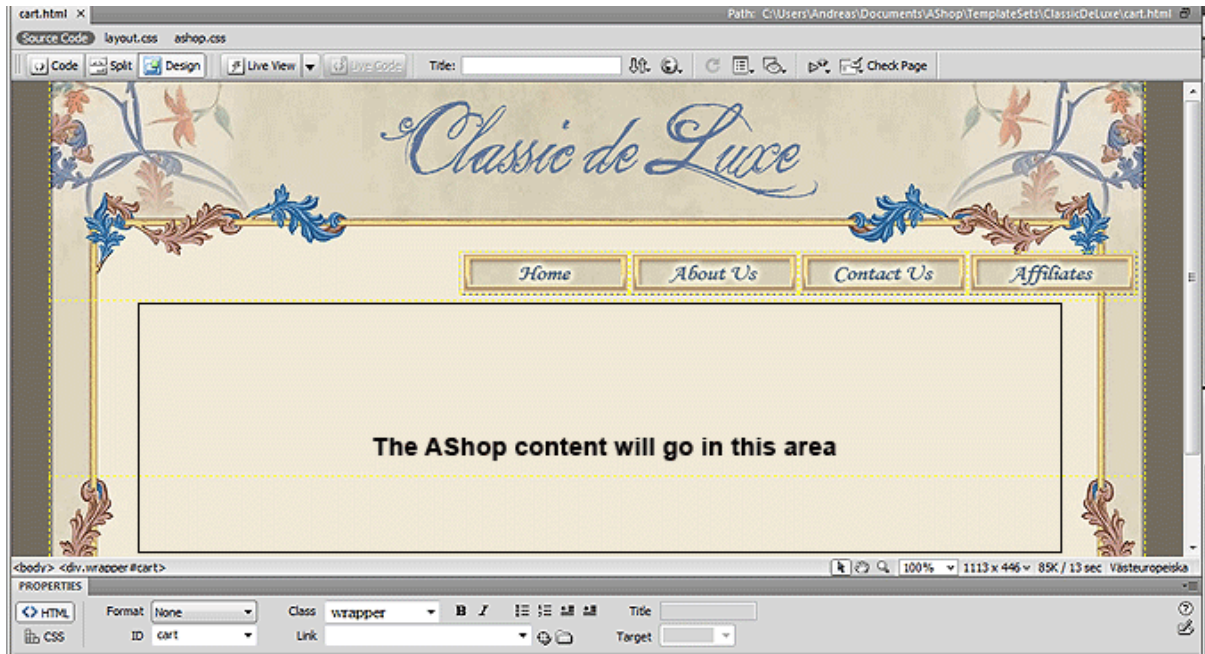 cart.html × Path: C:\Users\Andreas\Documents\AShop\TemplateSets\ClassicDeLuxe\cart.html
Source Code layout.css ashop.css
Code Split Design Live View Live Code Title: Check Page
Classic de Luxe
Home About Us Contact Us Affiliates
The AShop content will go in this area
<body> <div.wrapper#cart> 100% 1113 x 446 85K / 13 sec Västeuropeiska
PROPERTIES
<> HTML Format None Class wrapper B I Title
CSS ID cart Link Target